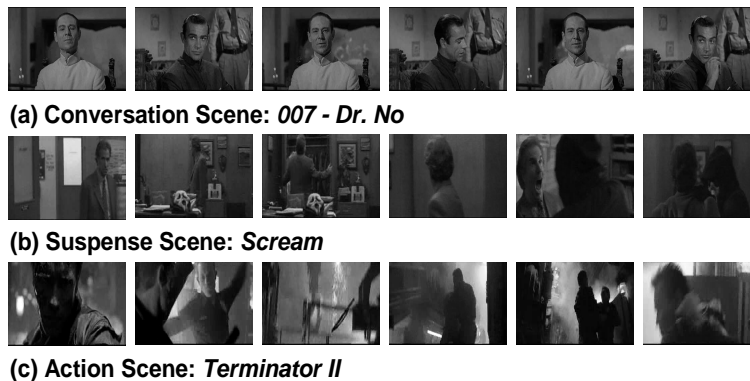 (a) Conversation Scene: 007 - Dr. No
(b) Suspense Scene: Scream
(c) Action Scene: Terminator II